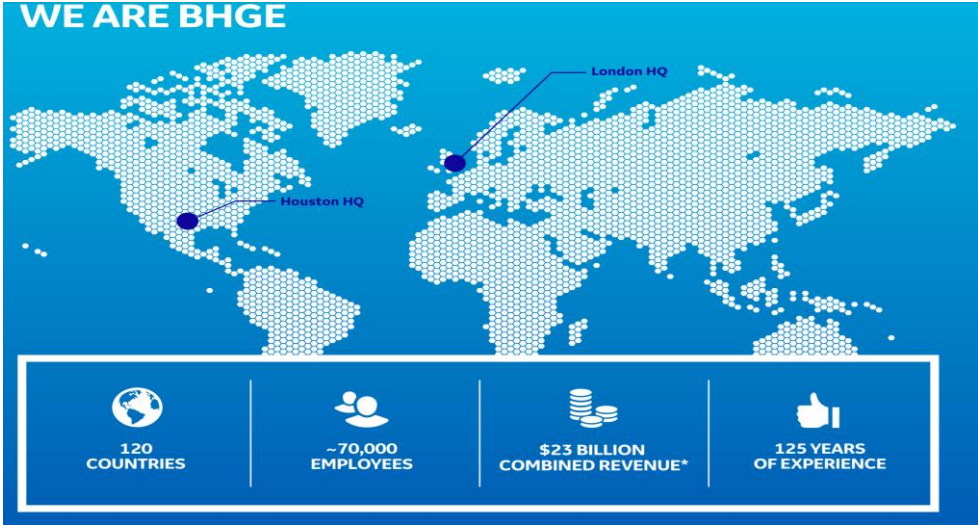 WE ARE BHGE
London HQ
Houston HQ
120
COUNTRIES
~70,000
EMPLOYEES
$23 BILLION
COMBINED REVENUE*
125 YEARS
OF EXPERIENCE